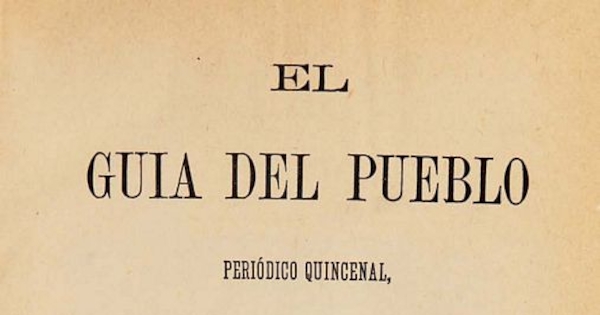 EL
GUIA DEL PUEBLO
PERIÓDICO QUINCENAL,